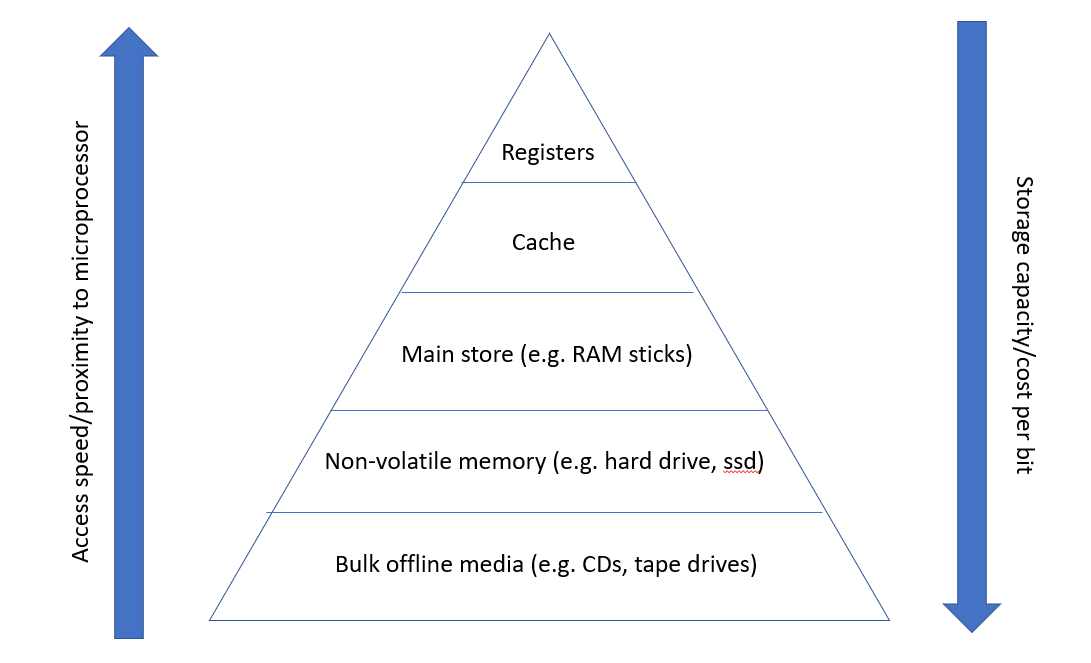 Access speed/proximity to microprocessor
Registers
Cache
Main store (e.g. RAM sticks)
Non-volatile memory (e.g. hard drive, ssd)
Bulk offline media (e.g. CDs, tape drives)
Storage capacity/cost per bit